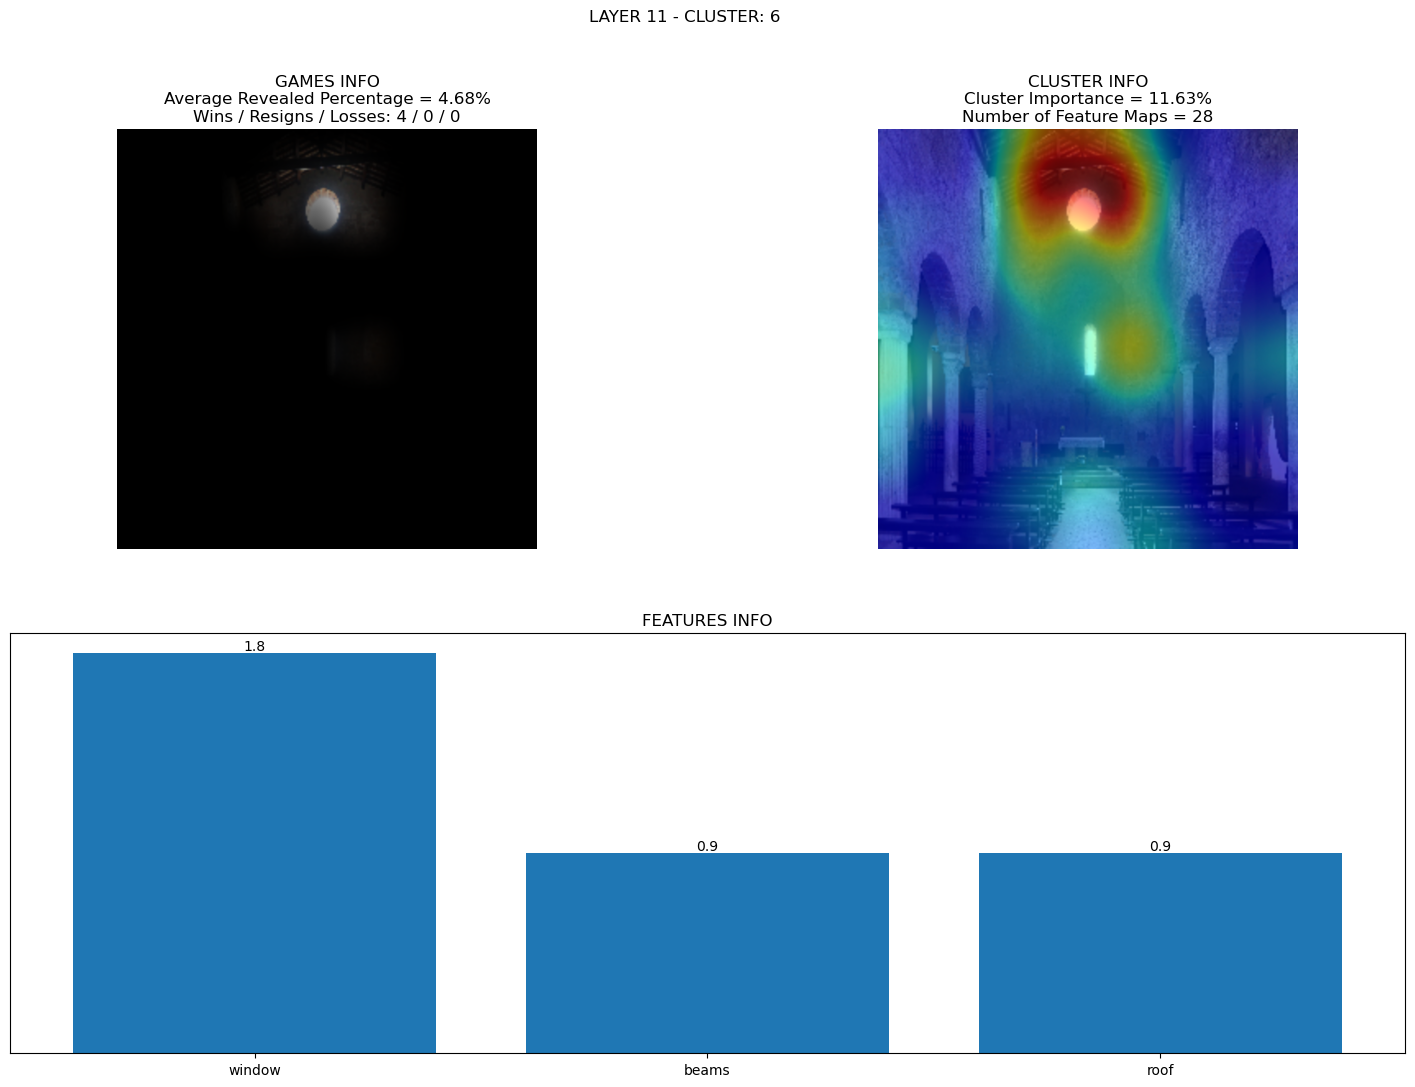 LAYER 11 - CLUSTER: 6
GAMES INFO
Average Revealed Percentage = 4.68%
Wins / Resigns / Losses: 4 / 0 / 0
CLUSTER INFO
Cluster Importance = 11.63%
Number of Feature Maps = 28
FEATURES INFO
1.8
0.9
0.9
window
beams
roof